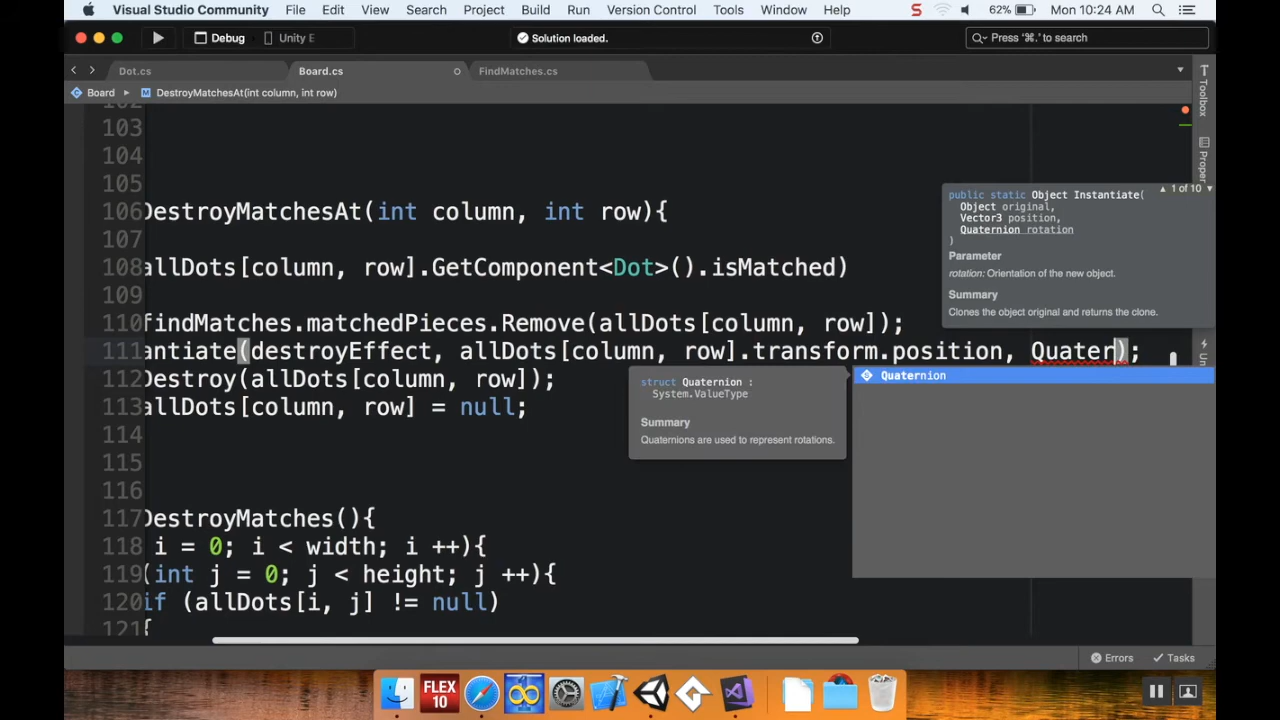 Visual Studio Community File Edit View Search Project Build Run Version Control Tools Window Help S 62% Mon 10:24 AM
Debug Unity E Solution loaded. Press '⌘.' to search
Dot.cs Board.cs FindMatches.cs
Board DestroyMatchesAt(int column, int row)
Toolbox
103
104
105
106 DestroyMatchesAt(int column, int row){
107
108 allDots[column, row].GetComponent<Dot>().isMatched)
109
110 findMatches.matchedPieces.Remove(allDots[column, row]);
111 antiate(destroyEffect, allDots[column, row].transform.position, Quater);
112 Destroy(allDots[column, row]);
113 allDots[column, row] = null;
114
115
116
117 DestroyMatches(){
118 i = 0; i < width; i ++){
119 (int j = 0; j < height; j ++){
120 if (allDots[i, j] != null)
121 {
Proper
▲ 1 of 10 ▼
public static Object Instantiate(
Object original,
Vector3 position,
Quaternion rotation
)
Parameter
rotation: Orientation of the new object.
Summary
Clones the object original and returns the clone.
Un
struct Quaternion :
System.ValueType
Summary
Quaternions are used to represent rotations.
Quaternion
Errors Tasks
FLEX
10